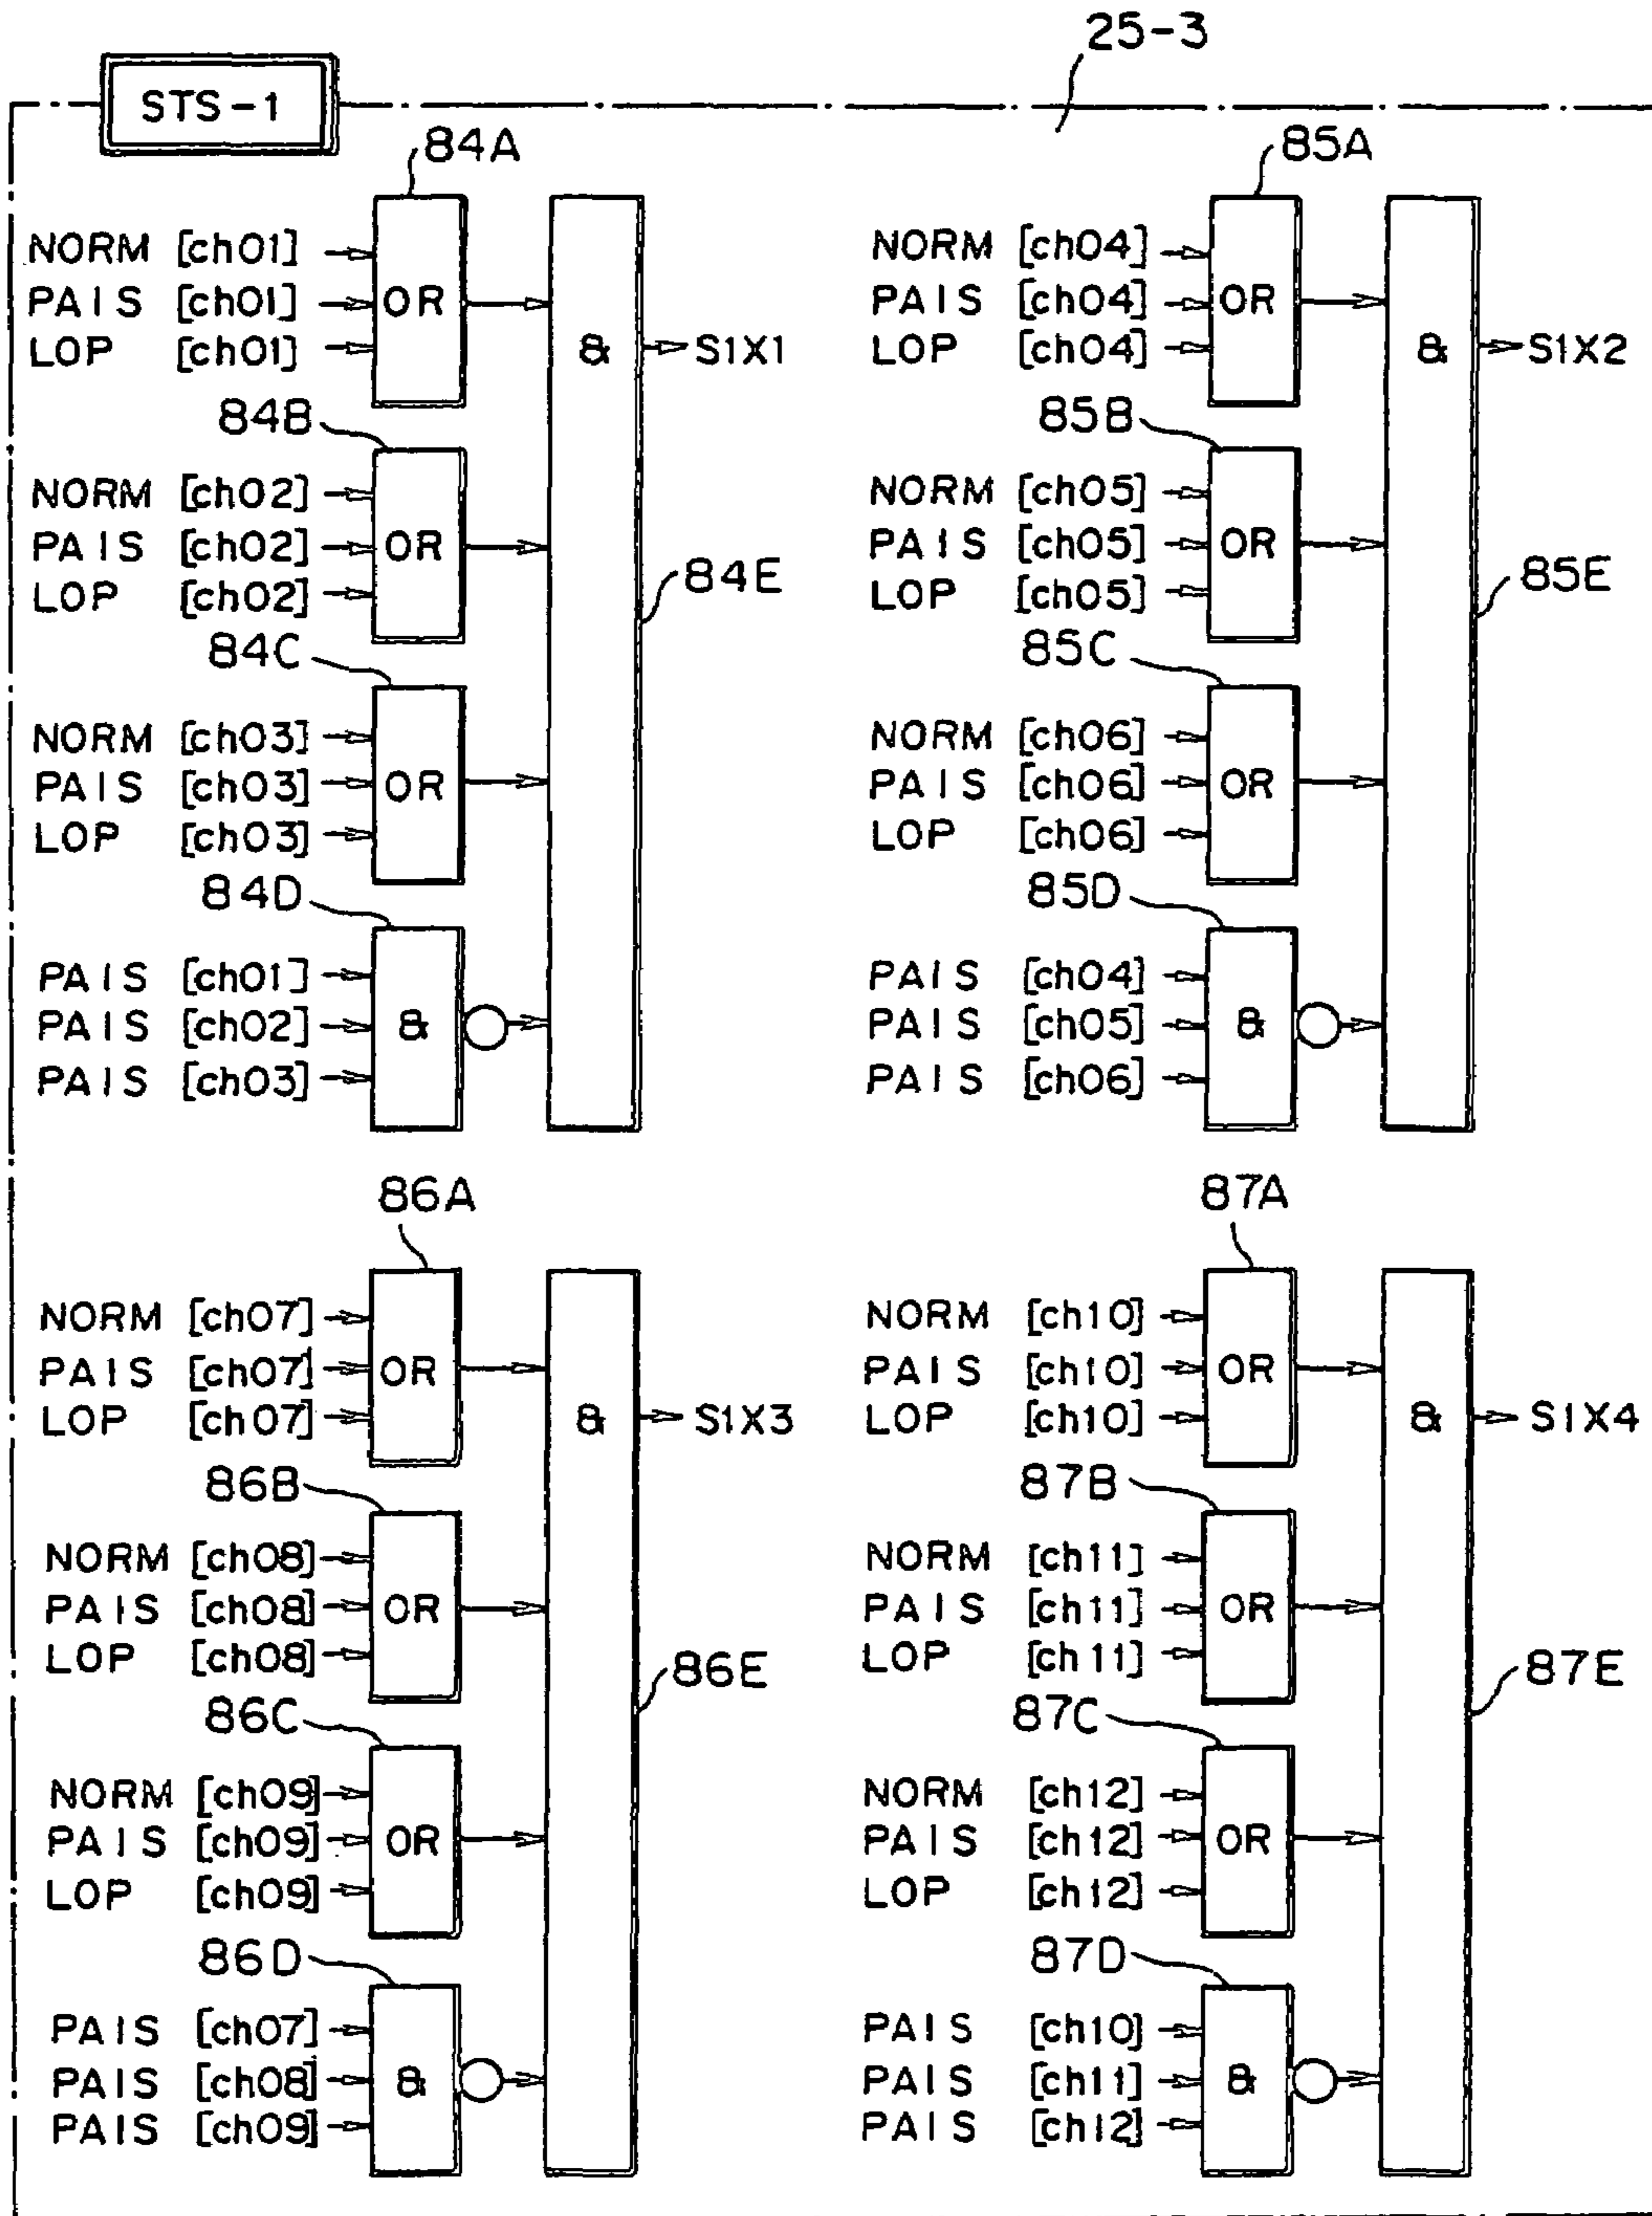 25-3
STS-1
84A
NORM [ch01]
PAIS [ch01]
LOP [ch01]
OR
&
S1X1
84B
NORM [ch02]
PAIS [ch02]
LOP [ch02]
OR
84E
84C
NORM [ch03]
PAIS [ch03]
LOP [ch03]
OR
84D
PAIS [ch01]
PAIS [ch02]
PAIS [ch03]
&
85A
NORM [ch04]
PAIS [ch04]
LOP [ch04]
OR
&
S1X2
85B
NORM [ch05]
PAIS [ch05]
LOP [ch05]
OR
85E
85C
NORM [ch06]
PAIS [ch06]
LOP [ch06]
OR
85D
PAIS [ch04]
PAIS [ch05]
PAIS [ch06]
&
86A
NORM [ch07]
PAIS [ch07]
LOP [ch07]
OR
&
S1X3
86B
NORM [ch08]
PAIS [ch08]
LOP [ch08]
OR
86E
86C
NORM [ch09]
PAIS [ch09]
LOP [ch09]
OR
86D
PAIS [ch07]
PAIS [ch08]
PAIS [ch09]
&
87A
NORM [ch10]
PAIS [ch10]
LOP [ch10]
OR
&
S1X4
87B
NORM [ch11]
PAIS [ch11]
LOP [ch11]
OR
87E
87C
NORM [ch12]
PAIS [ch12]
LOP [ch12]
OR
87D
PAIS [ch10]
PAIS [ch11]
PAIS [ch12]
&